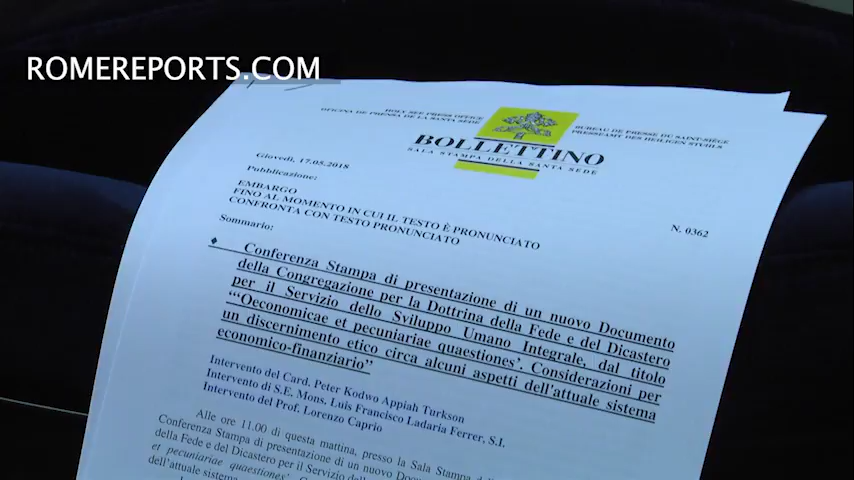 ROMEREPORTS.COM
HOLY SEE PRESS OFFICE
OFICINA DE PRENSA DE LA SANTA SEDE
BUREAU DE PRESSE DU SAINT-SIÈGE
PRESSEAMT DES HEILIGEN STUHLS
BOLLETTINO
SALA STAMPA DELLA SANTA SEDE
Giovedì, 17.05.2018
N. 0362
Pubblicazione:
EMBARGO
FINO AL MOMENTO IN CUI IL TESTO È PRONUNCIATO
CONFRONTA CON TESTO PRONUNCIATO
Sommario:
♦ Conferenza Stampa di presentazione di un nuovo Documento
della Congregazione per la Dottrina della Fede e del Dicastero
per il Servizio dello Sviluppo Umano Integrale, dal titolo
“‘Oeconomicae et pecuniariae quaestiones’. Considerazioni per
un discernimento etico circa alcuni aspetti dell’attuale sistema
economico-finanziario”
Intervento del Card. Peter Kodwo Appiah Turkson
Intervento di S.E. Mons. Luis Francisco Ladaria Ferrer, S.I.
Intervento del Prof. Lorenzo Caprio
Alle ore 11.00 di questa mattina, presso la Sala Stampa
Conferenza Stampa di presentazione di un nuovo
della Fede e del Dicastero per il Servizio
et pecuniariae quaestiones’.
dell’attuale sistema